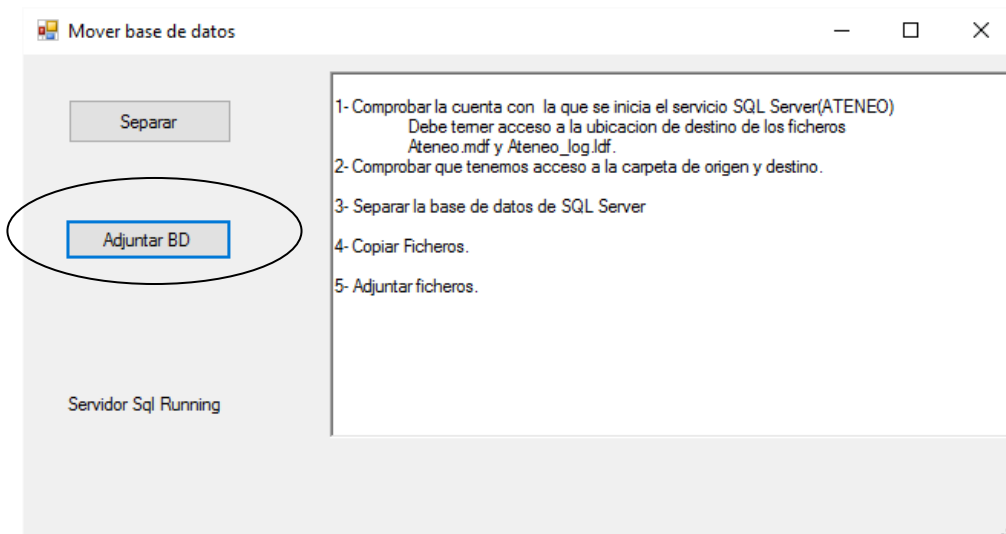 Mover base de datos
Separar
Adjuntar BD
Servidor Sql Running
1- Comprobar la cuenta con la que se inicia el servicio SQL Server(ATENEO)
Debe terner acceso a la ubicacion de destino de los ficheros
Ateneo.mdf y Ateneo_log.ldf.
2- Comprobar que tenemos acceso a la carpeta de origen y destino.
3- Separar la base de datos de SQL Server
4- Copiar Ficheros.
5- Adjuntar ficheros.